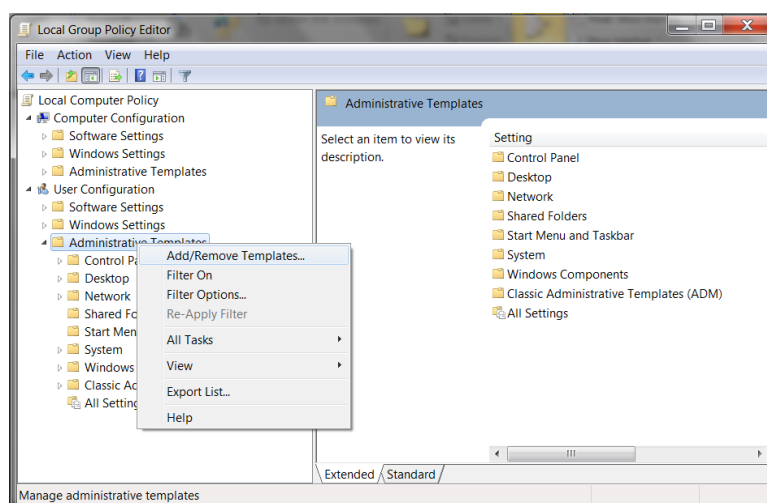 Local Group Policy Editor
File Action View Help
Local Computer Policy
Computer Configuration
Software Settings
Windows Settings
Administrative Templates
User Configuration
Software Settings
Windows Settings
Administrative Templates
Control Pa
Desktop
Network
Shared Fo
Start Men
System
Windows
Classic Ad
All Setting
Add/Remove Templates...
Filter On
Filter Options...
Re-Apply Filter
All Tasks
View
Export List...
Help
Administrative Templates
Select an item to view its
description.
Setting
Control Panel
Desktop
Network
Shared Folders
Start Menu and Taskbar
System
Windows Components
Classic Administrative Templates (ADM)
All Settings
Extended Standard
Manage administrative templates